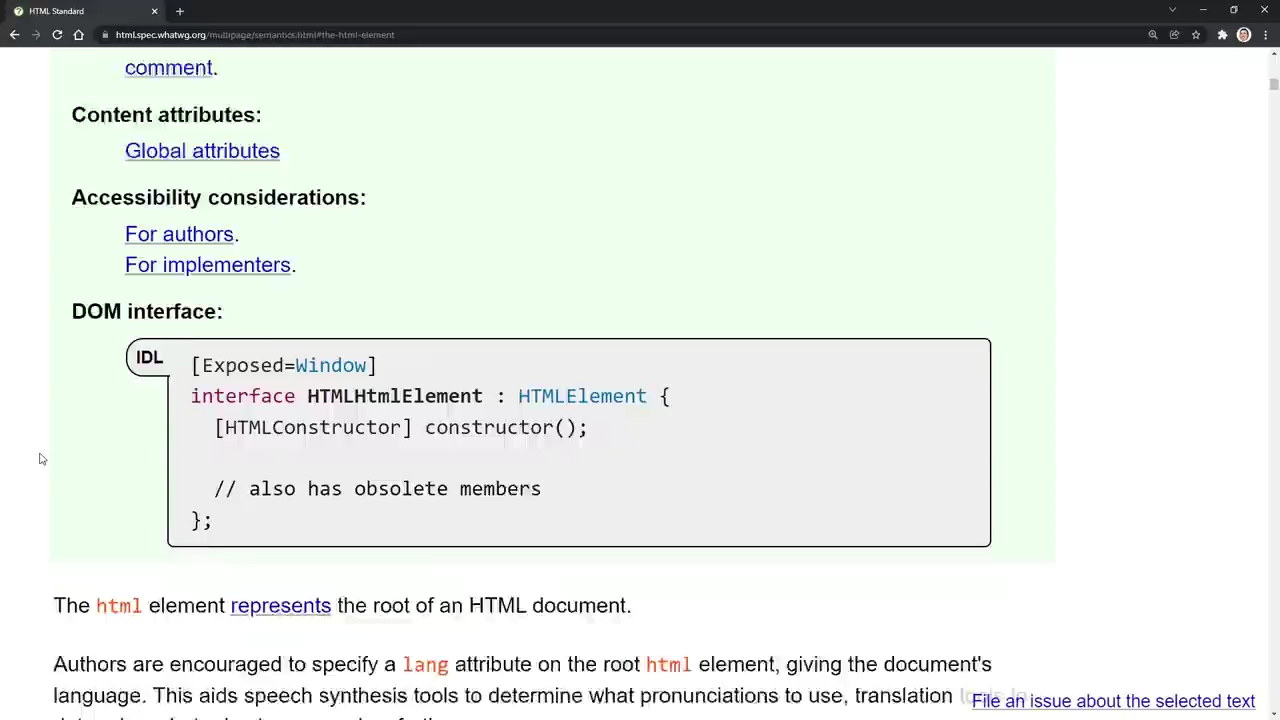 HTML Standard
html.spec.whatwg.org/multipage/semantics.html#the-html-element
comment.
Content attributes:
Global attributes
Accessibility considerations:
For authors.
For implementers.
DOM interface:
IDL
[Exposed=Window]
interface HTMLHtmlElement : HTMLElement {
[HTMLConstructor] constructor();
// also has obsolete members
};
The html element represents the root of an HTML document.
Authors are encouraged to specify a lang attribute on the root html element, giving the document's
language. This aids speech synthesis tools to determine what pronunciations to use, translation
File an issue about the selected text